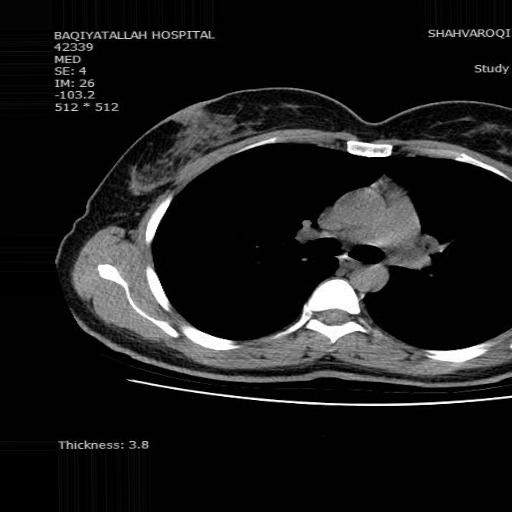 BAQIYATALLAH HOSPITAL
42339
MED
SE: 4
IM: 26
-103.2
512 * 512
SHAHVAROQI
Study
Thickness: 3.8